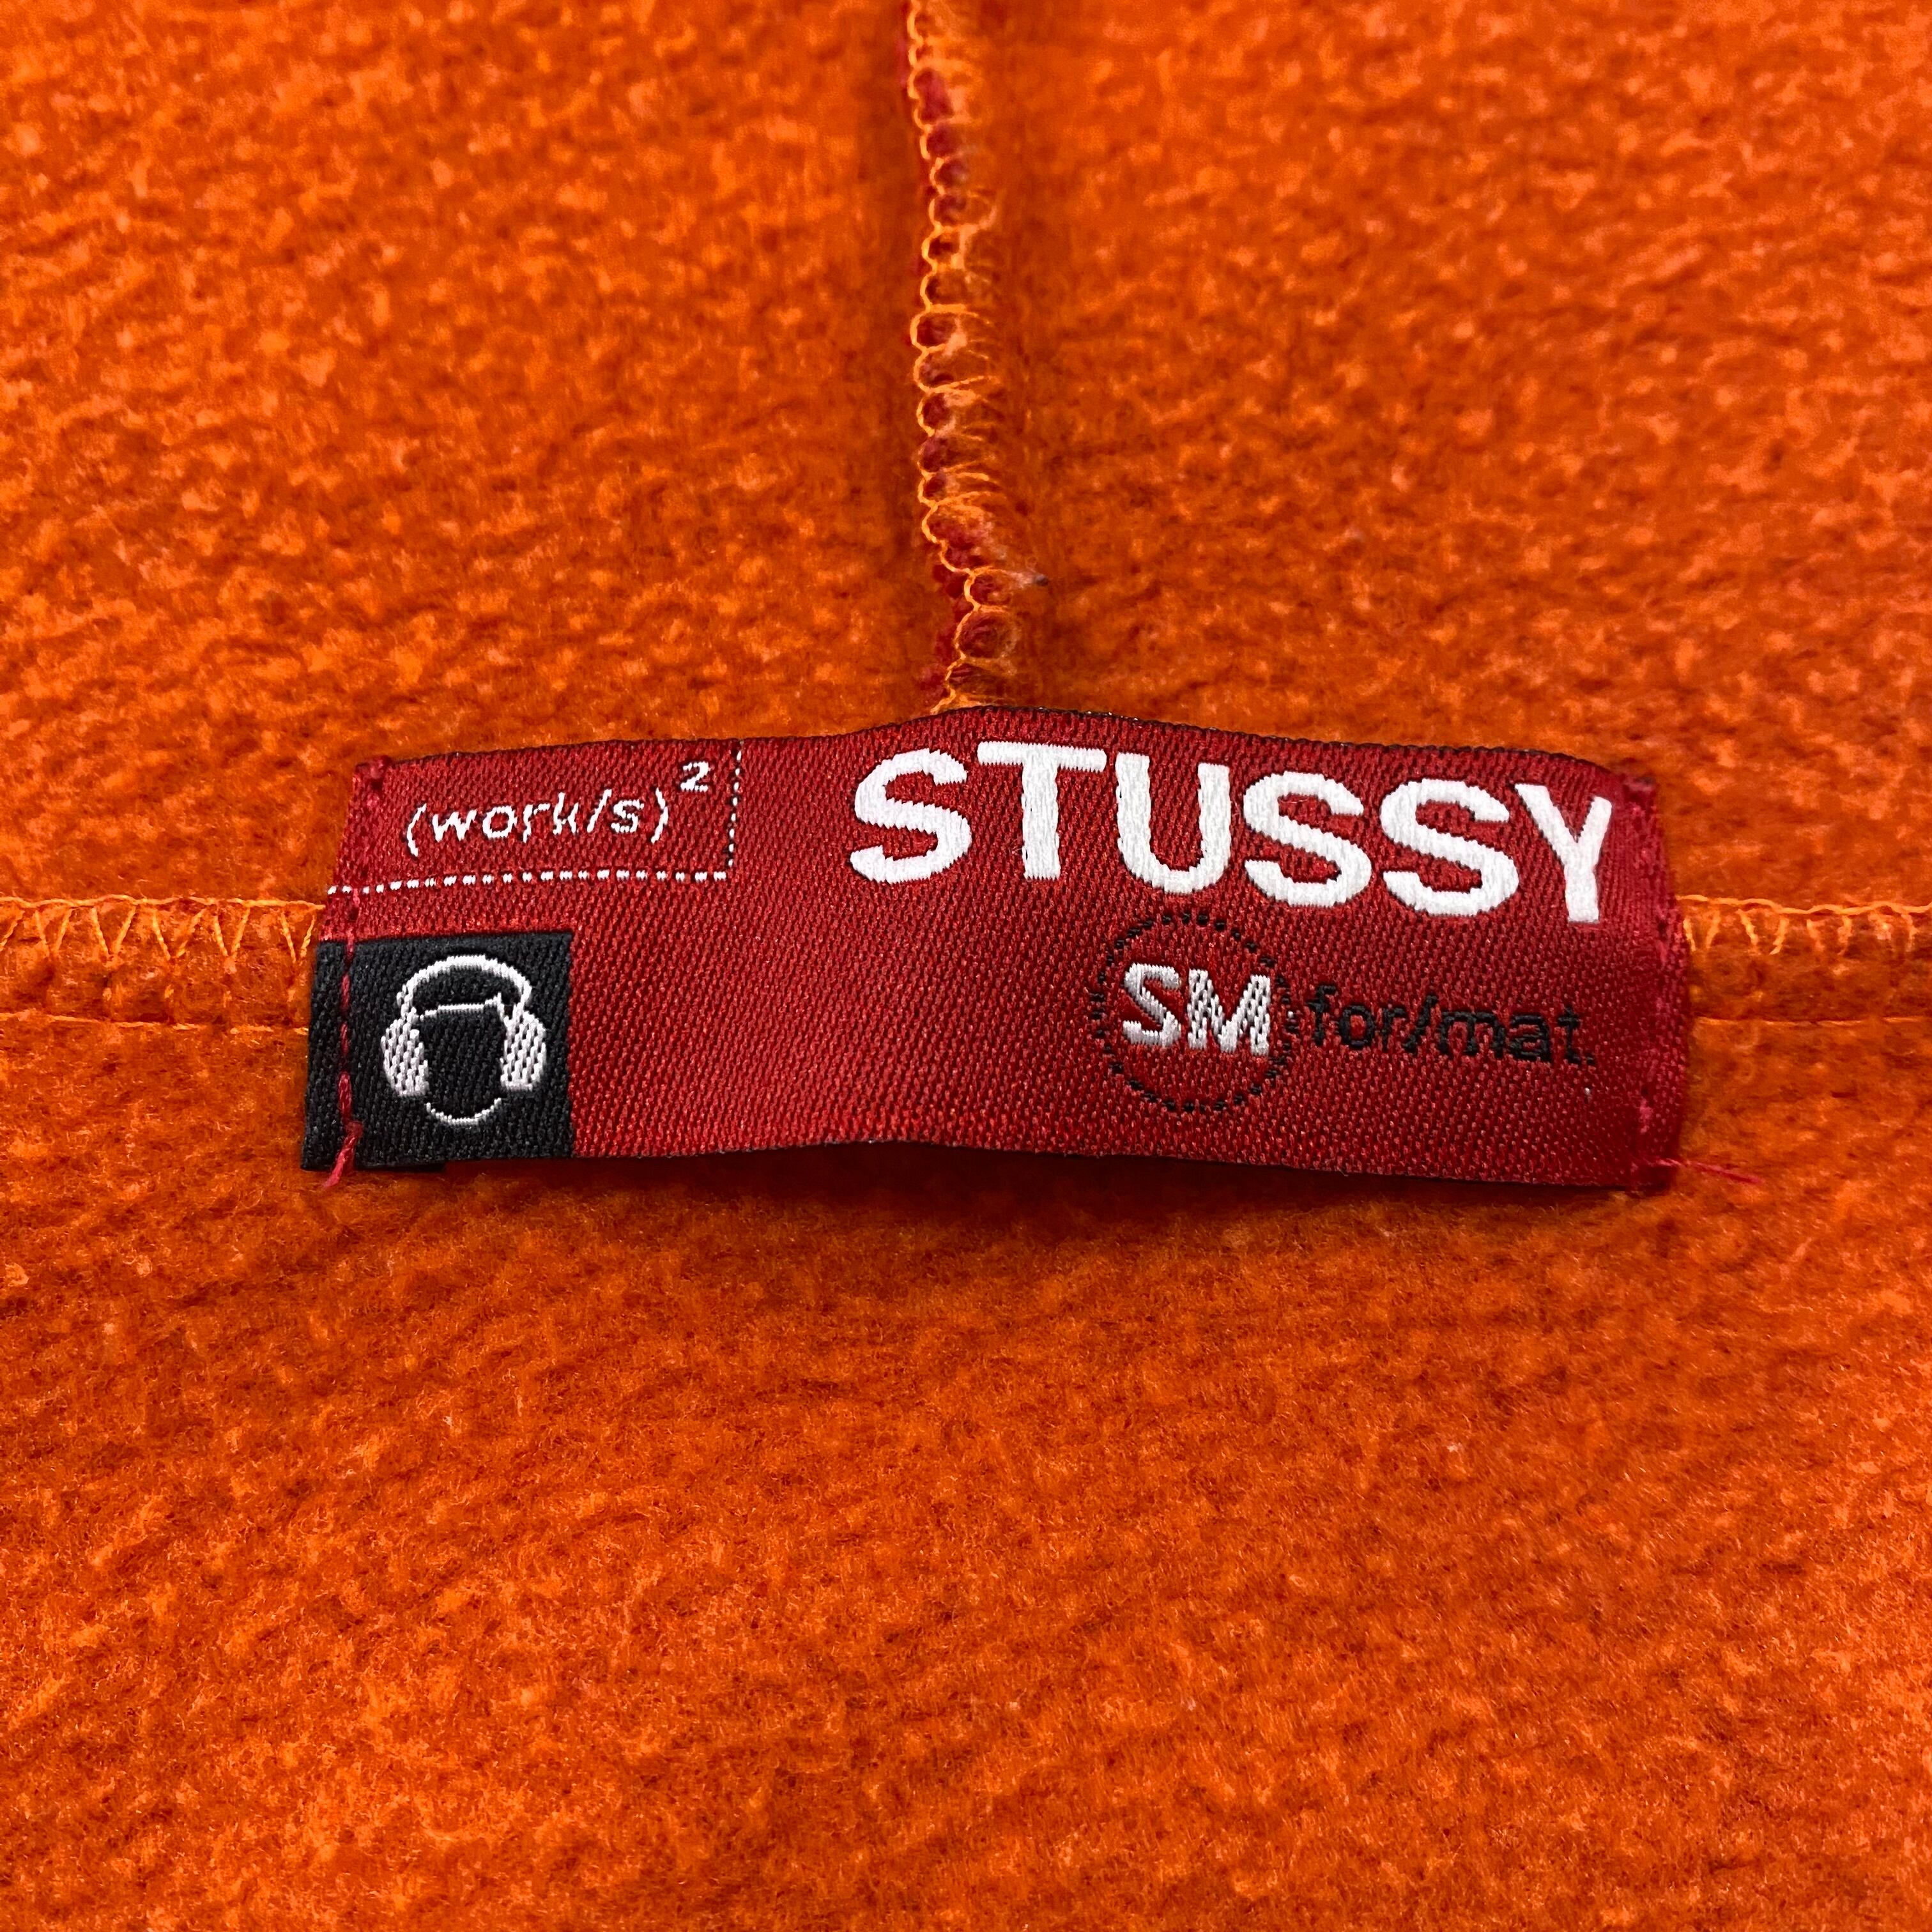 (work/s)²
STUSSY
SM for/mat.